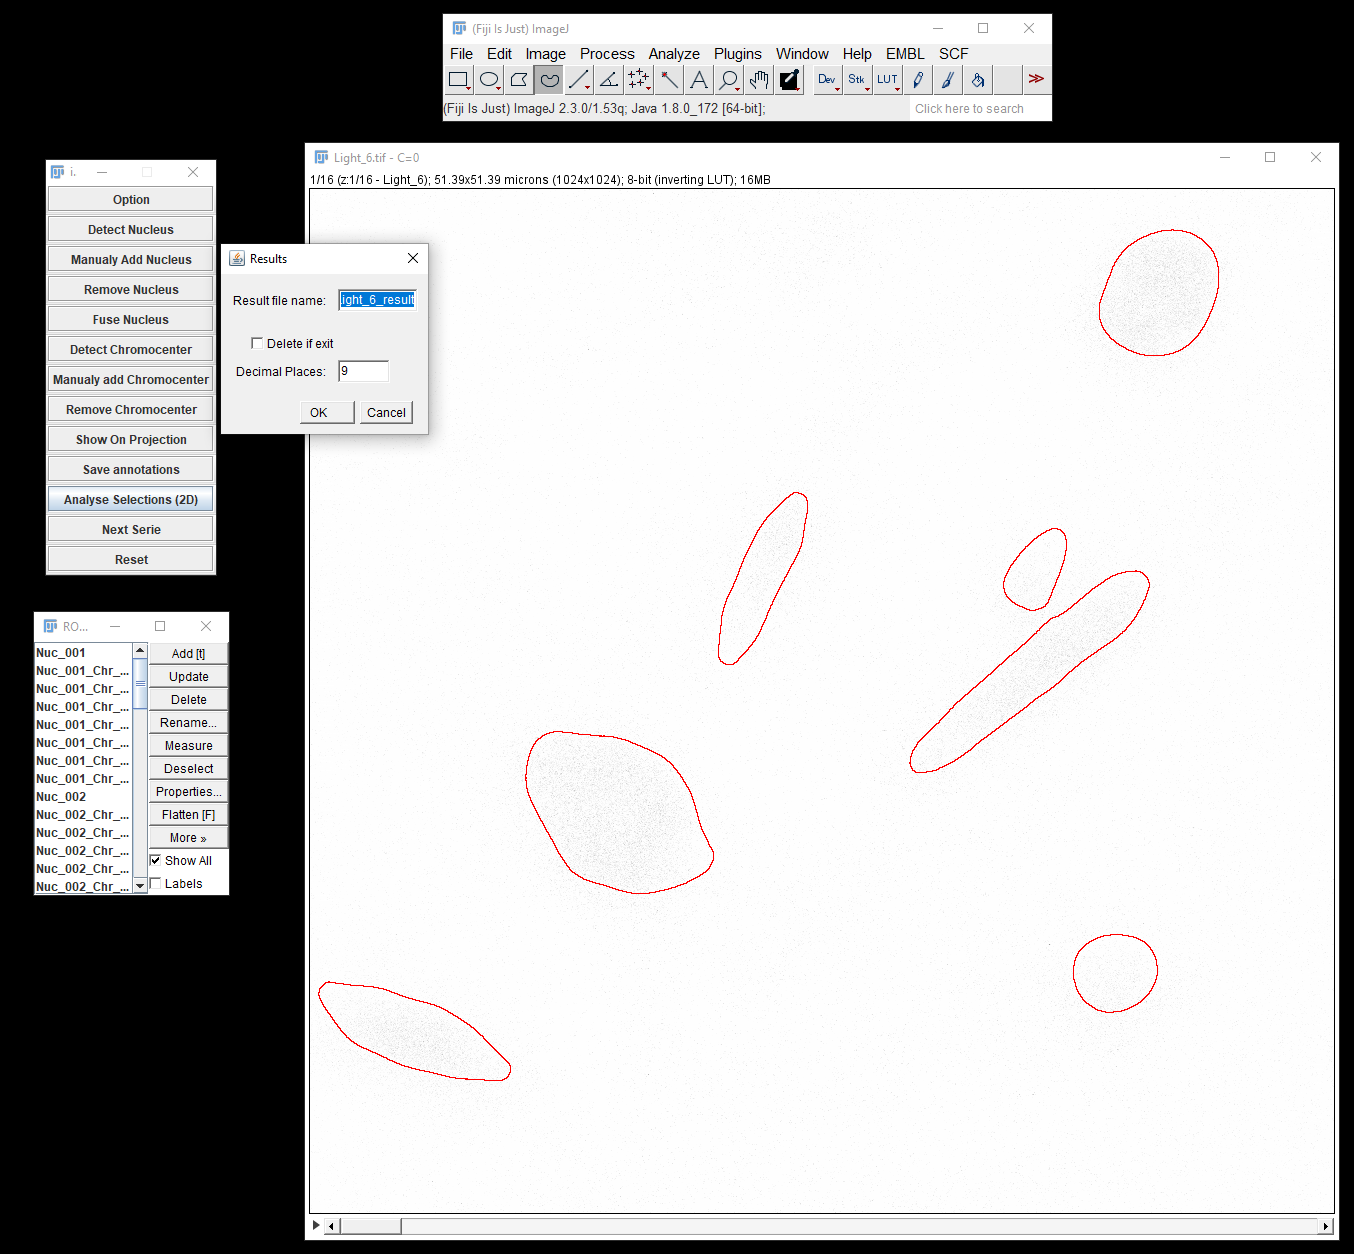 (Fiji Is Just) ImageJ
File Edit Image Process Analyze Plugins Window Help EMBL SCF
Dev Stk LUT
(Fiji Is Just) ImageJ 2.3.0/1.53q; Java 1.8.0_172 [64-bit];
Click here to search
Light_6.tif - C=0
1/16 (z:1/16 - Light_6); 51.39x51.39 microns (1024x1024); 8-bit (inverting LUT); 16MB
i.
Option
Detect Nucleus
Manualy Add Nucleus
Remove Nucleus
Fuse Nucleus
Detect Chromocenter
Manualy add Chromocenter
Remove Chromocenter
Show On Projection
Save annotations
Analyse Selections (2D)
Next Serie
Reset
Results
Result file name: ight_6_result
Delete if exit
Decimal Places: 9
OK Cancel
RO...
Nuc_001
Nuc_001_Chr_...
Nuc_001_Chr_...
Nuc_001_Chr_...
Nuc_001_Chr_...
Nuc_001_Chr_...
Nuc_001_Chr_...
Nuc_001_Chr_...
Nuc_002
Nuc_002_Chr_...
Nuc_002_Chr_...
Nuc_002_Chr_...
Nuc_002_Chr_...
Nuc_002_Chr_...
Add [t]
Update
Delete
Rename...
Measure
Deselect
Properties...
Flatten [F]
More »
Show All
Labels